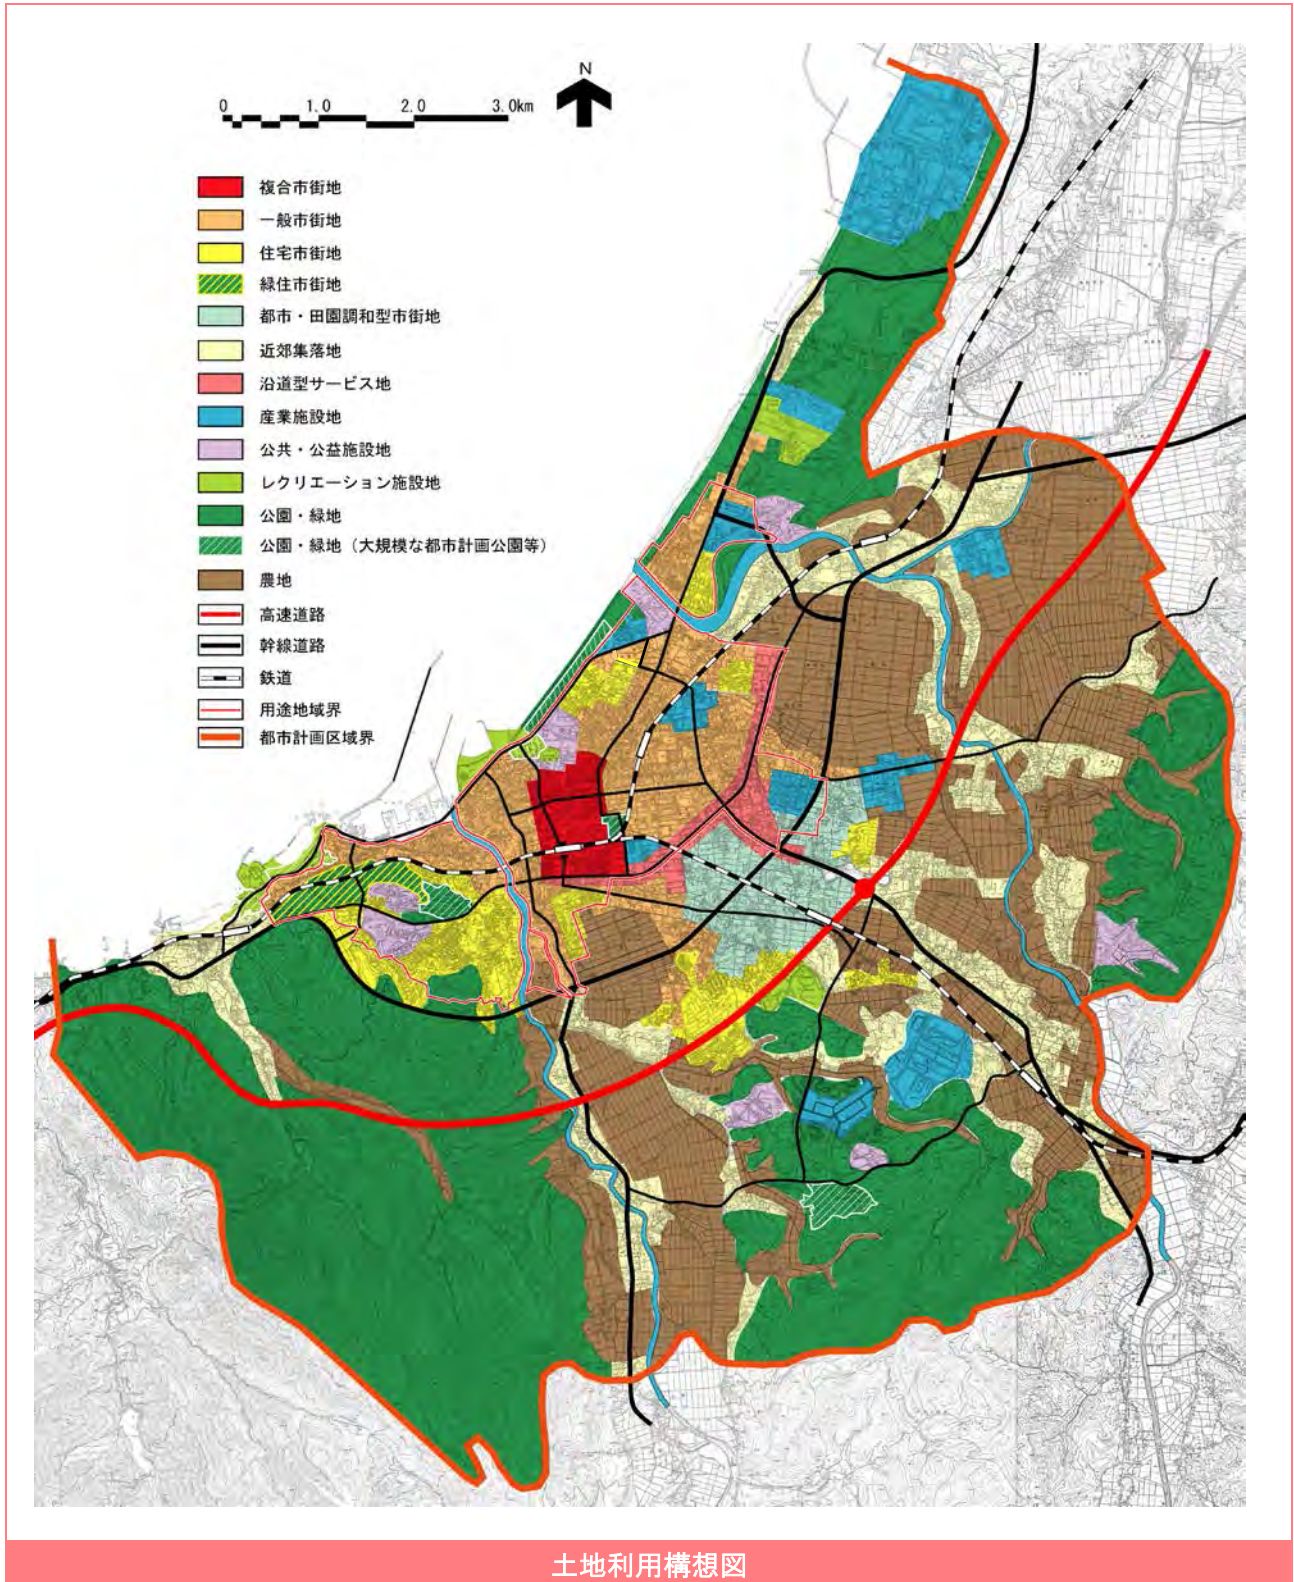 N
0 1.0 2.0 3.0km
複合市街地
一般市街地
住宅市街地
緑住市街地
都市・田園調和型市街地
近郊集落地
沿道型サービス地
産業施設地
公共・公益施設地
レクリエーション施設地
公園・緑地
公園・緑地（大規模な都市計画公園等）
農地
高速道路
幹線道路
鉄道
用途地域界
都市計画区域界
土地利用構想図